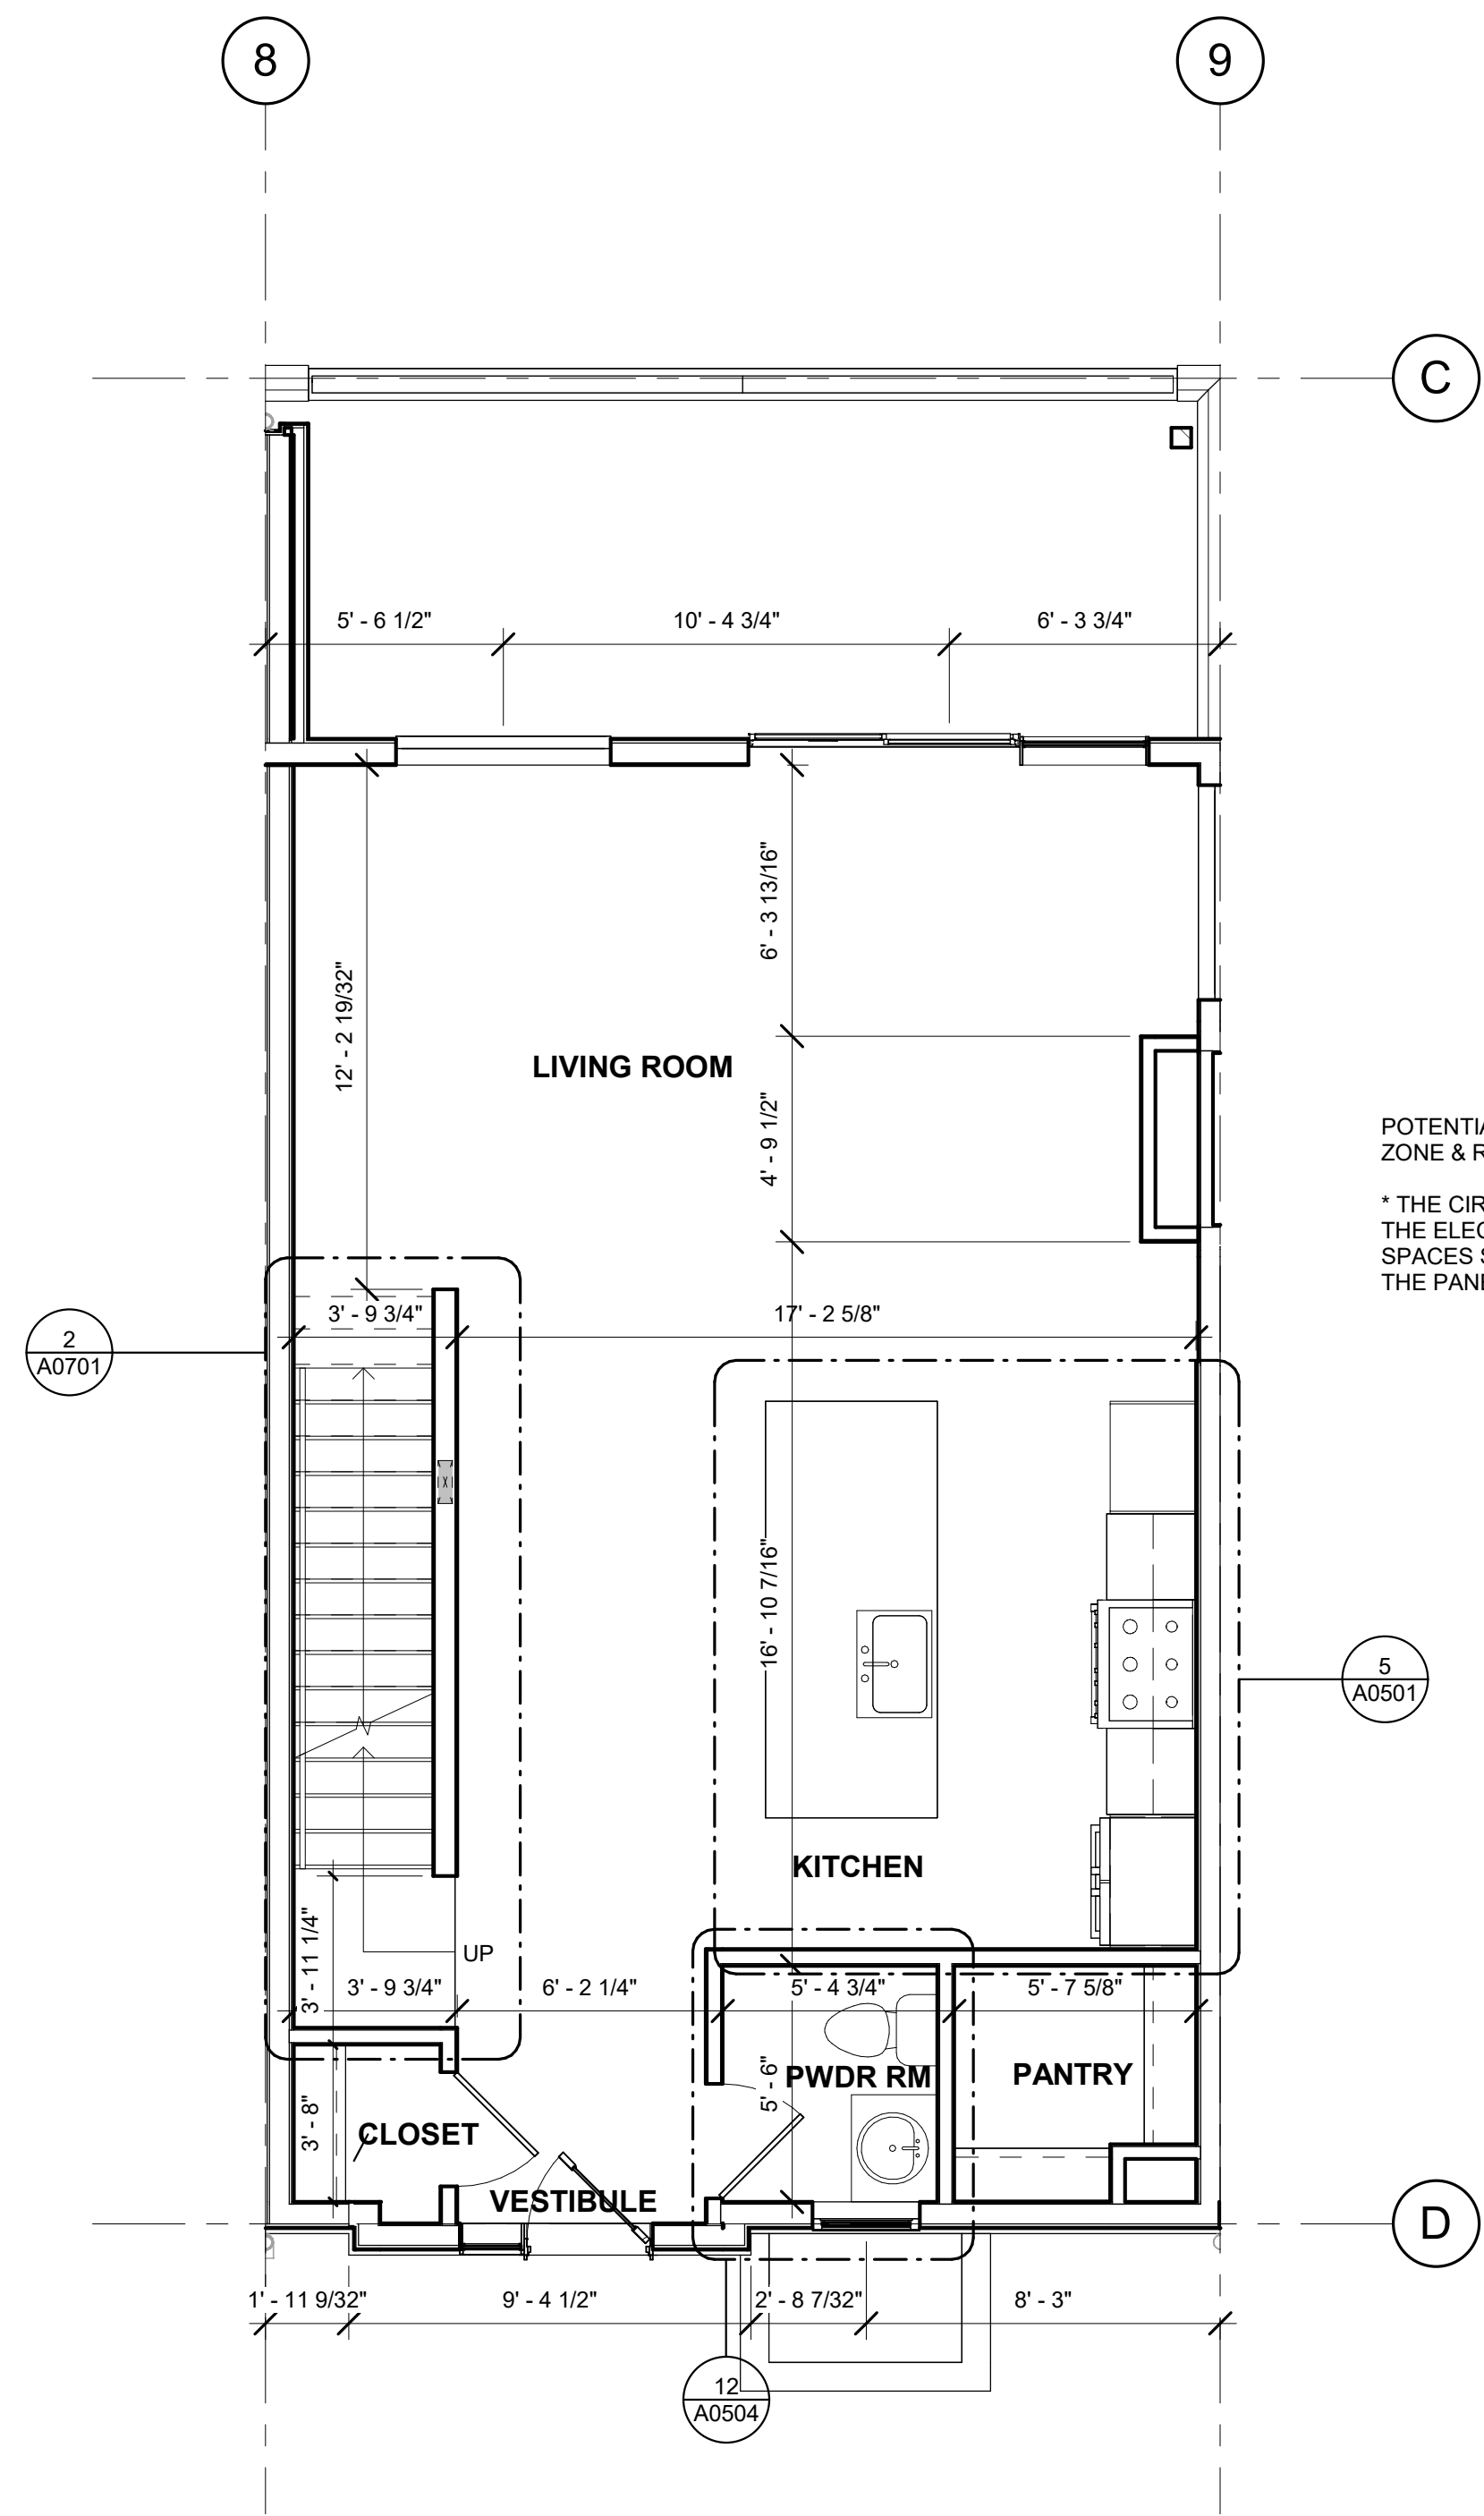 8
9
C
5' - 6 1/2"
10' - 4 3/4"
6' - 3 3/4"
6' - 3 13/16"
12' - 2 19/32"
LIVING ROOM
4' - 9 1/2"
POTENTIA
ZONE & R
* THE CIR
THE ELEC
SPACES S
THE PANE
3' - 9 3/4"
17' - 2 5/8"
2
A0701
16' - 10 7/16"
5
A0501
KITCHEN
3' - 11 1/4"
UP
3' - 9 3/4"
6' - 2 1/4"
5' - 4 3/4"
5' - 7 5/8"
5' - 6"
PWDR RM
PANTRY
3' - 8"
CLOSET
VESTIBULE
D
1' - 11 9/32"
9' - 4 1/2"
2' - 8 7/32"
8' - 3"
12
A0504